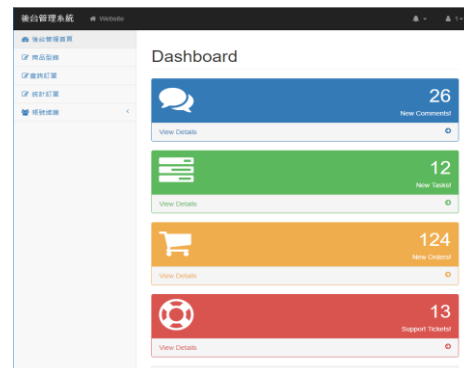 後台管理系統 Website
後台管理首頁
商品型錄
查詢訂單
統計訂單
帳號維護
Dashboard
26
New Comments!
View Details
12
New Tasks!
View Details
124
New Orders!
View Details
13
Support Tickets!
View Details